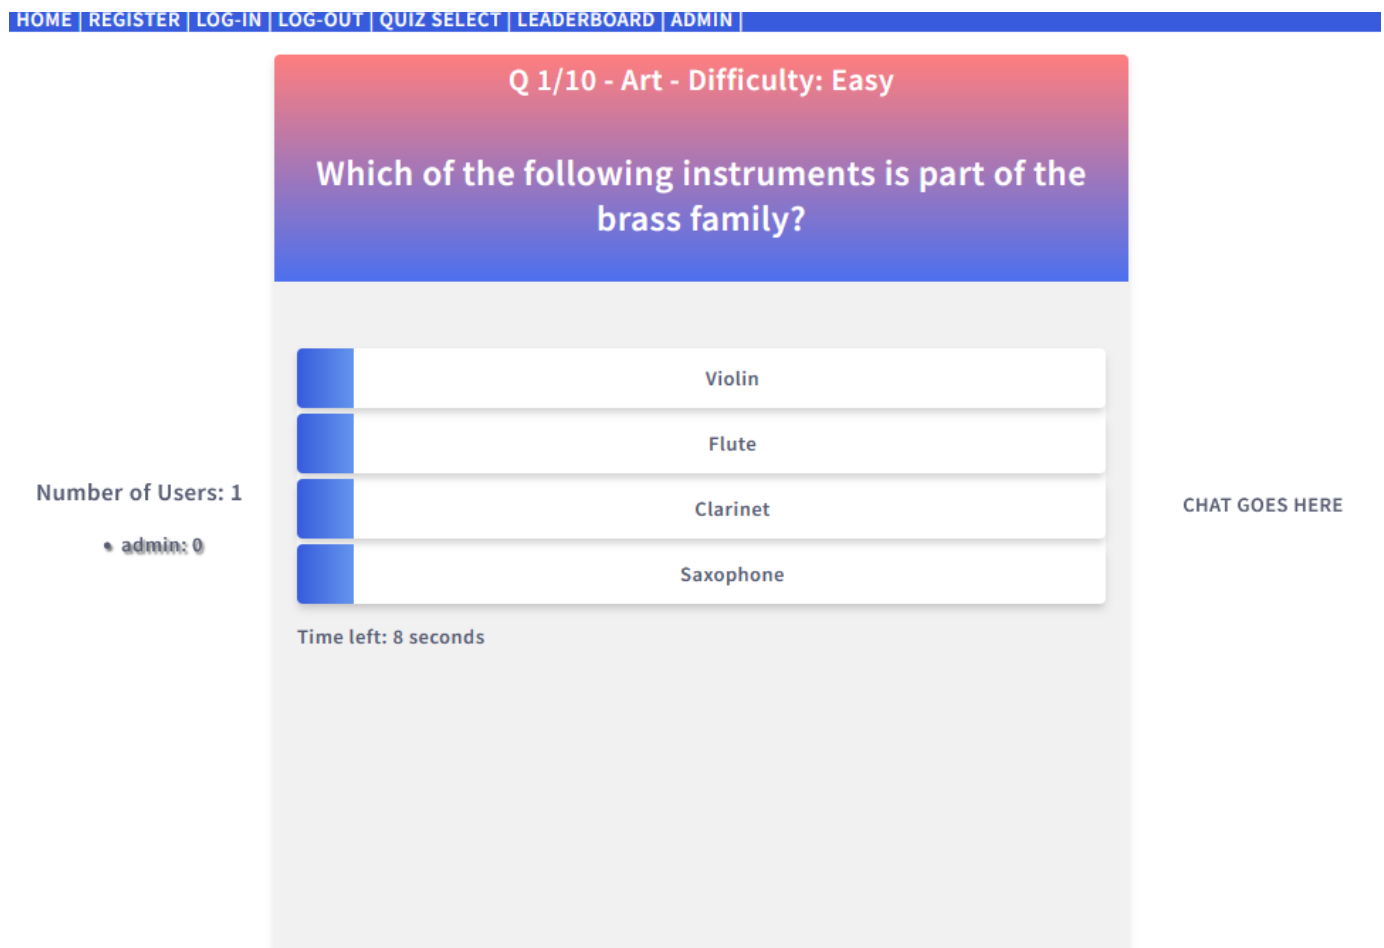 HOME | REGISTER | LOG-IN | LOG-OUT | QUIZ SELECT | LEADERBOARD | ADMIN |
Q 1/10 - Art - Difficulty: Easy
Which of the following instruments is part of the
brass family?
Violin
Flute
Clarinet
Saxophone
Time left: 8 seconds
Number of Users: 1
• admin: 0
CHAT GOES HERE